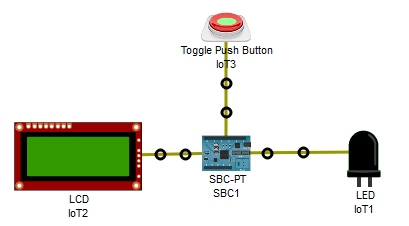 Toggle Push Button
IoT3
LCD
IoT2
SBC-PT
SBC1
LED
IoT1